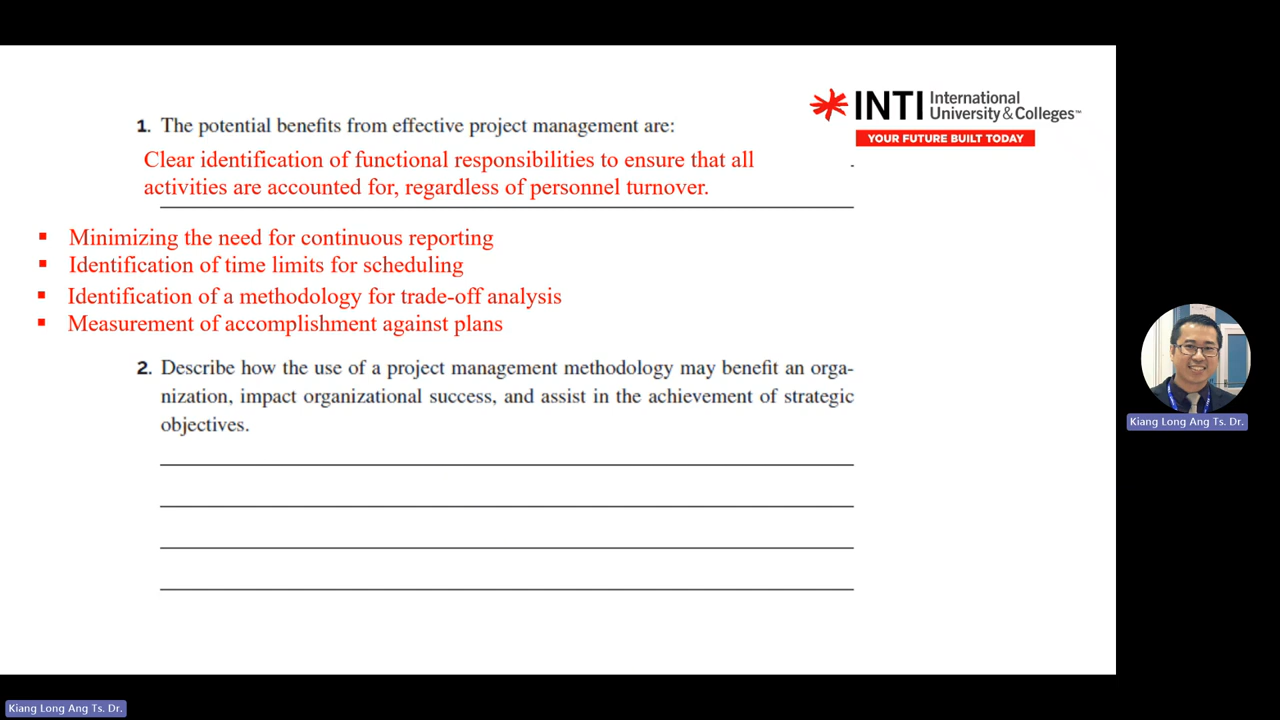 INTI International
University & Colleges™
YOUR FUTURE BUILT TODAY
1. The potential benefits from effective project management are:
Clear identification of functional responsibilities to ensure that all
activities are accounted for, regardless of personnel turnover.
▪ Minimizing the need for continuous reporting
▪ Identification of time limits for scheduling
▪ Identification of a methodology for trade-off analysis
▪ Measurement of accomplishment against plans
2. Describe how the use of a project management methodology may benefit an orga-
nization, impact organizational success, and assist in the achievement of strategic
objectives.
Kiang Long Ang Ts. Dr.
Kiang Long Ang Ts. Dr.